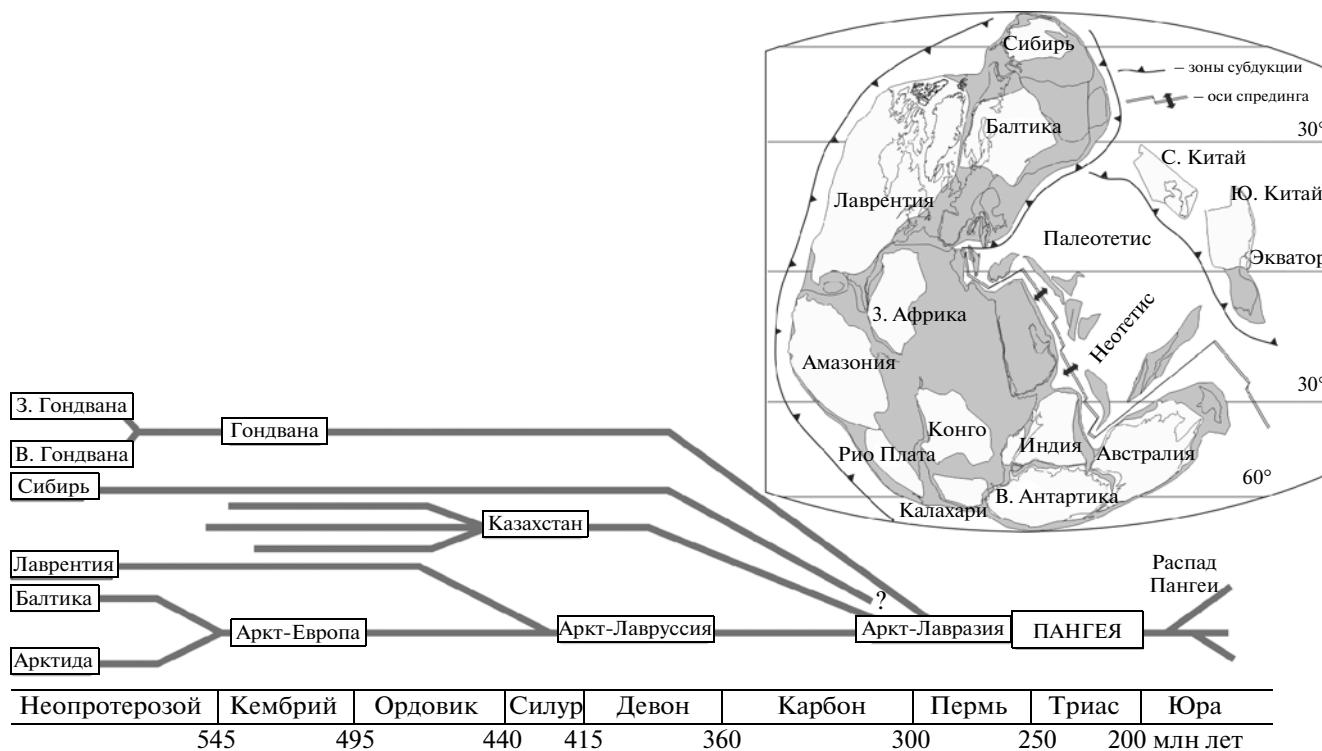 Сибирь
– зоны субдукции
– оси спрединга
Балтика
30°
С. Китай
Ю. Китай
Лаврентия
Палеотетис
Экватор
З. Африка
Неотетис
Амазония
30°
Конго
Индия
Австралия
Рио Плата
60°
В. Антартика
Калахари
З. Гондвана
Гондвана
В. Гондвана
Сибирь
Казахстан
Лаврентия
Распад
Пангеи
Балтика
?
Аркт-Европа
Аркт-Лавруссия
Аркт-Лавразия
ПАНГЕЯ
Арктида
Неопротерозой Кембрий Ордовик Силур Девон Карбон Пермь Триас Юра
545 495 440 415 360 300 250 200 млн лет